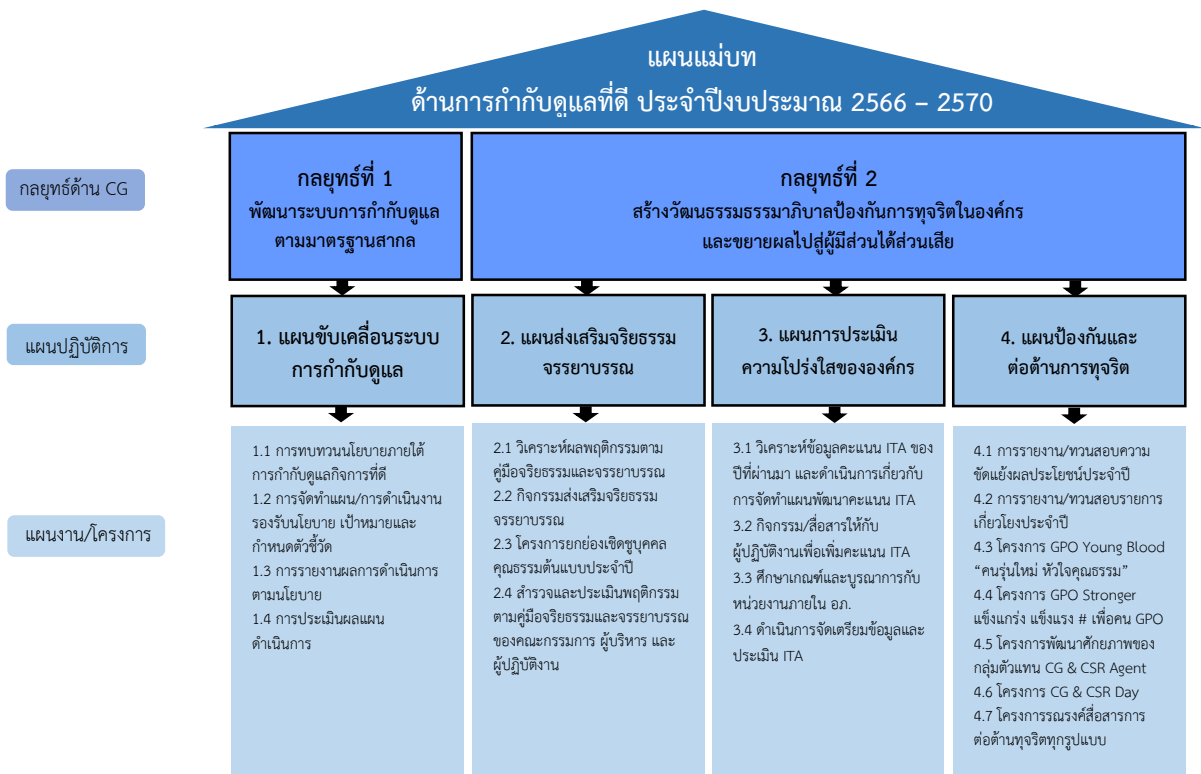 แผนแม่บท
ด้านการกำกับดูแลที่ดี ประจำปีงบประมาณ 2566 – 2570
กลยุทธ์ด้าน CG
กลยุทธ์ที่ 1
พัฒนาระบบการกำกับดูแล
ตามมาตรฐานสากล
กลยุทธ์ที่ 2
สร้างวัฒนธรรมธรรมาภิบาลป้องกันการทุจริตในองค์กร
และขยายผลไปสู่ผู้มีส่วนได้ส่วนเสีย
แผนปฏิบัติการ
1. แผนขับเคลื่อนระบบ
การกำกับดูแล
2. แผนส่งเสริมจริยธรรม
จรรยาบรรณ
3. แผนการประเมิน
ความโปร่งใสขององค์กร
4. แผนป้องกันและ
ต่อต้านการทุจริต
แผนงาน/โครงการ
1.1 การทบทวนนโยบายภายใต้
การกำกับดูแลกิจการที่ดี
1.2 การจัดทำแผน/การดำเนินงาน
รองรับนโยบาย เป้าหมายและ
กำหนดตัวชี้วัด
1.3 การรายงานผลการดำเนินการ
ตามนโยบาย
1.4 การประเมินผลแผน
ดำเนินการ
2.1 วิเคราะห์ผลพฤติกรรมตาม
คู่มือจริยธรรมและจรรยาบรรณ
2.2 กิจกรรมส่งเสริมจริยธรรม
จรรยาบรรณ
2.3 โครงการยกย่องเชิดชูบุคคล
คุณธรรมต้นแบบประจำปี
2.4 สำรวจและประเมินพฤติกรรม
ตามคู่มือจริยธรรมและจรรยาบรรณ
ของคณะกรรมการ ผู้บริหาร และ
ผู้ปฏิบัติงาน
3.1 วิเคราะห์ข้อมูลคะแนน ITA ของ
ปีที่ผ่านมา และดำเนินการเกี่ยวกับ
การจัดทำแผนพัฒนาคะแนน ITA
3.2 กิจกรรม/สื่อสารให้กับ
ผู้ปฏิบัติงานเพื่อเพิ่มคะแนน ITA
3.3 ศึกษาเกณฑ์และบูรณาการกับ
หน่วยงานภายใน อภ.
3.4 ดำเนินการจัดเตรียมข้อมูลและ
ประเมิน ITA
4.1 การรายงาน/ทวนสอบความ
ขัดแย้งผลประโยชน์ประจำปี
4.2 การรายงาน/ทวนสอบรายการ
เกี่ยวโยงประจำปี
4.3 โครงการ GPO Young Blood
“คนรุ่นใหม่ หัวใจคุณธรรม”
4.4 โครงการ GPO Stronger
แข็งแกร่ง แข็งแรง # เพื่อคน GPO
4.5 โครงการพัฒนาศักยภาพของ
กลุ่มตัวแทน CG & CSR Agent
4.6 โครงการ CG & CSR Day
4.7 โครงการรณรงค์สื่อสารการ
ต่อต้านทุจริตทุกรูปแบบ